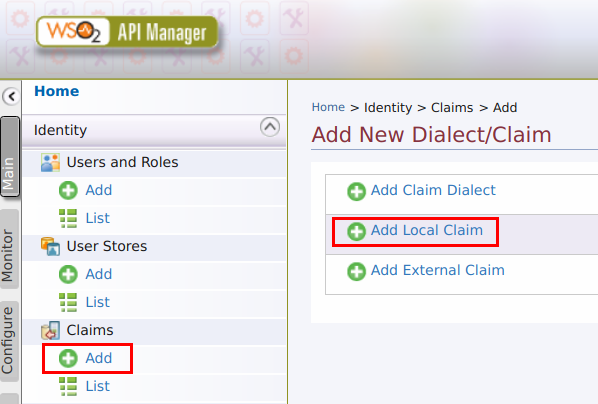 WSO2 API Manager
Home
Identity
Users and Roles
Add
List
User Stores
Add
List
Claims
Add
List
Main
Monitor
Configure
Home > Identity > Claims > Add
Add New Dialect/Claim
Add Claim Dialect
Add Local Claim
Add External Claim